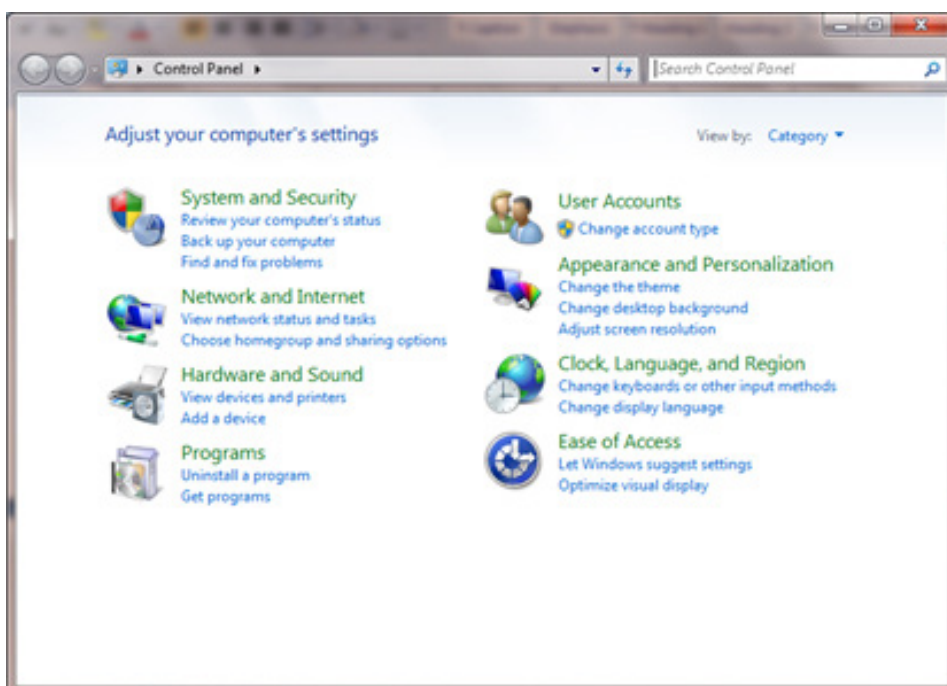 Control Panel
Search Control Panel
Adjust your computer's settings
View by: Category
System and Security
Review your computer's status
Back up your computer
Find and fix problems
Network and Internet
View network status and tasks
Choose homegroup and sharing options
Hardware and Sound
View devices and printers
Add a device
Programs
Uninstall a program
Get programs
User Accounts
Change account type
Appearance and Personalization
Change the theme
Change desktop background
Adjust screen resolution
Clock, Language, and Region
Change keyboards or other input methods
Change display language
Ease of Access
Let Windows suggest settings
Optimize visual display